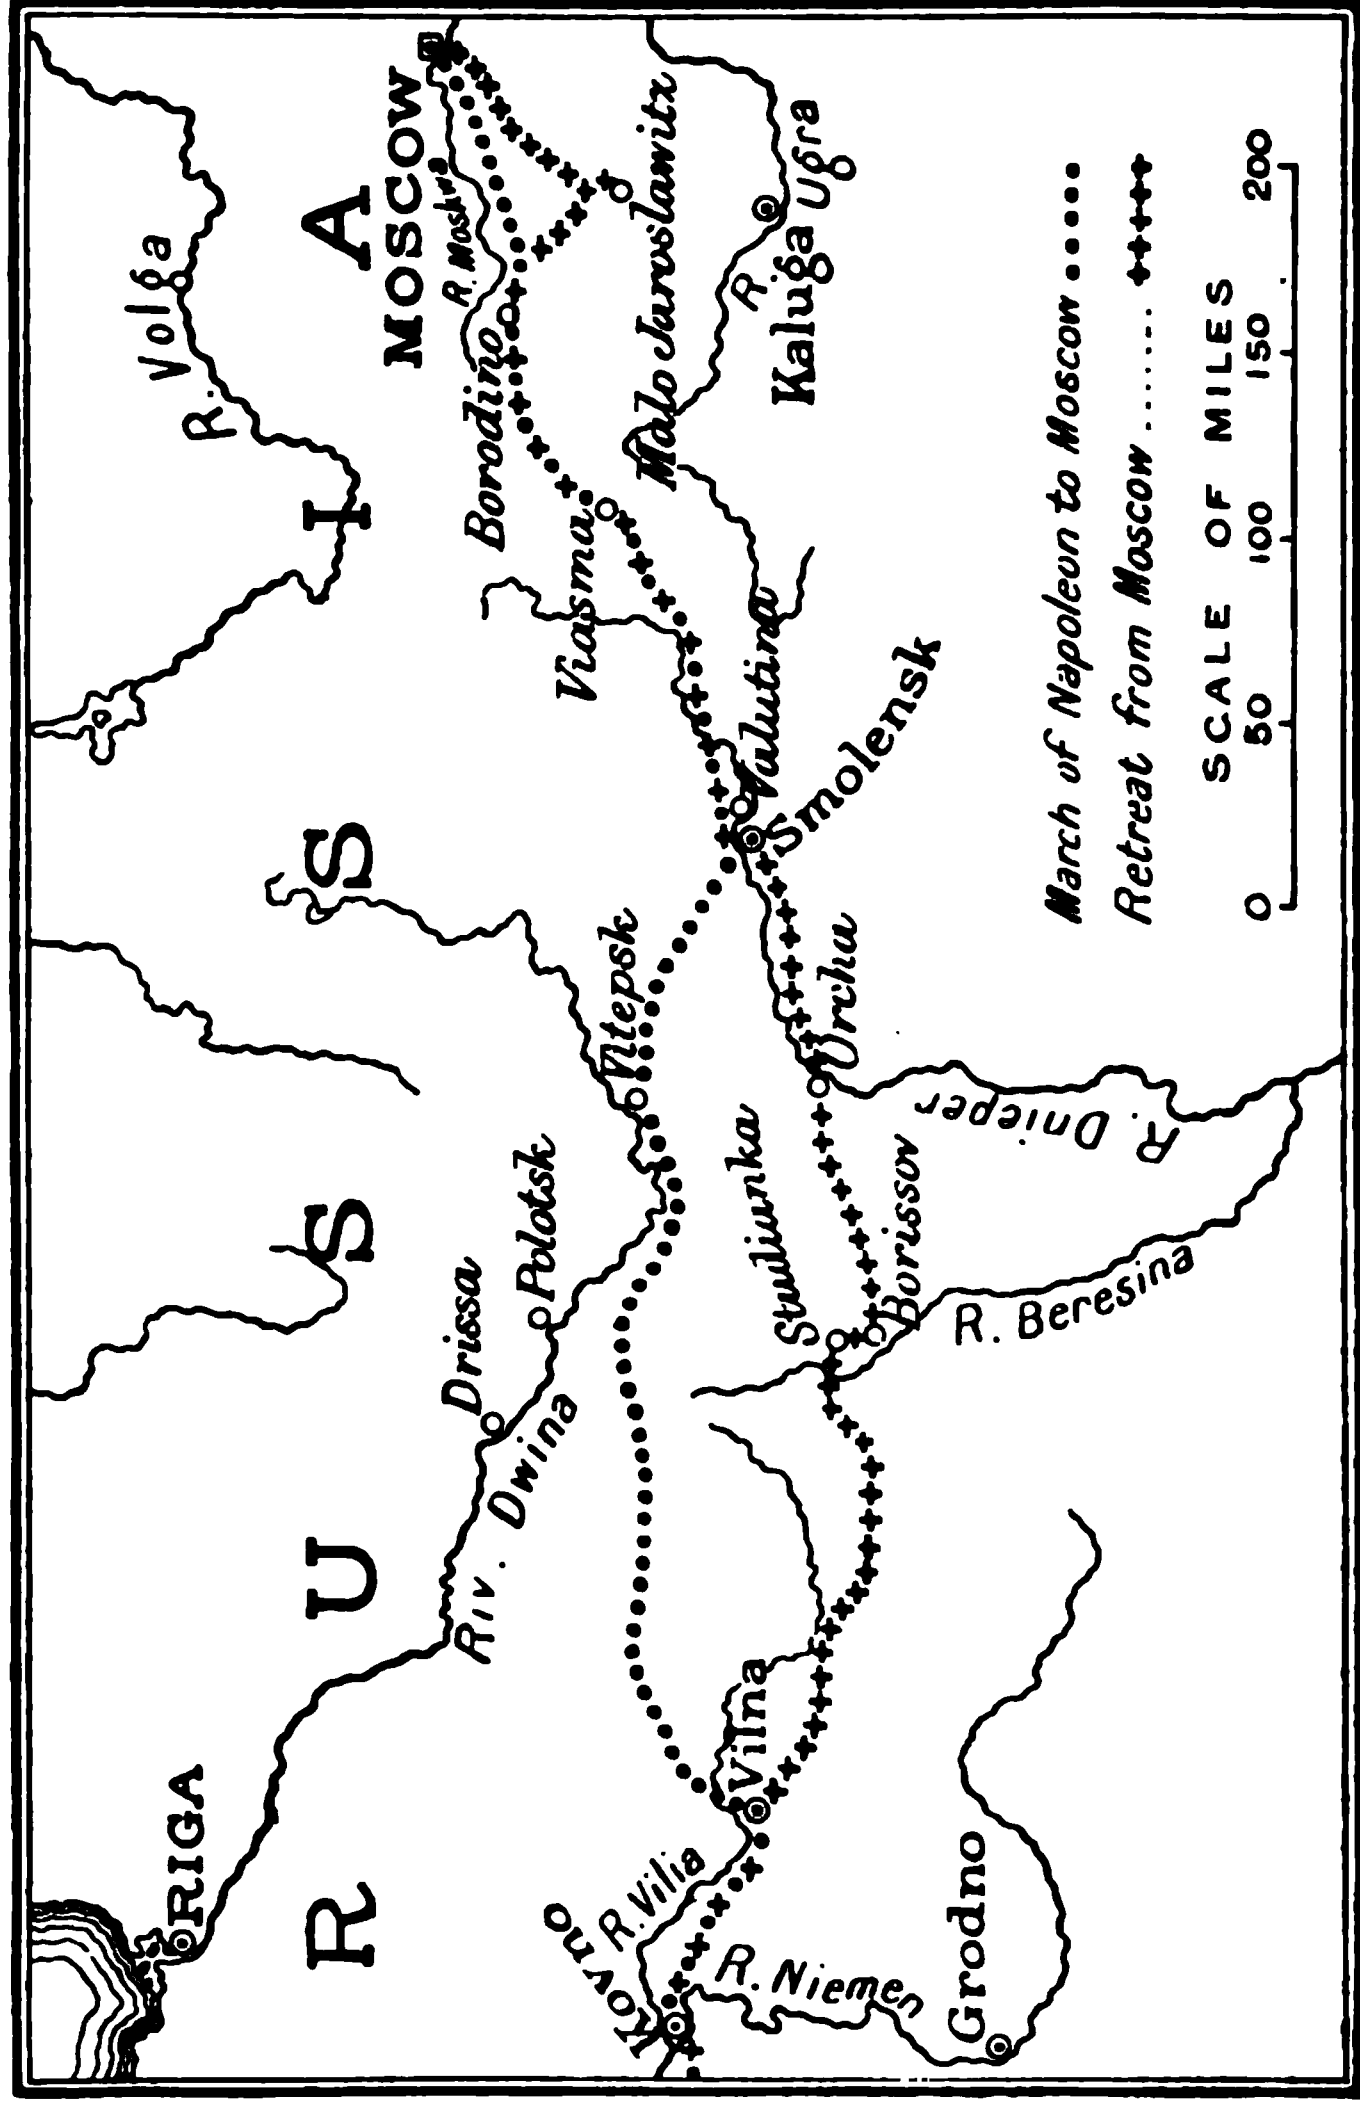 RUSSIA
RIGA
R. Volga
MOSCOW
R. Moskwa
Borodino
Malo Jaroslawitz
R. Ugra
Kaluga
Viasma
Valutina
Smolensk
Drissa
Polotsk
Riv. Dwina
Vitepsk
Orcha
R. Dnieper
Studianka
Borissov
R. Beresina
Vilna
R. Vilia
Kovno
R. Niemen
Grodno
March of Napoleon to Moscow
Retreat from Moscow
SCALE OF MILES
0 50 100 150 200